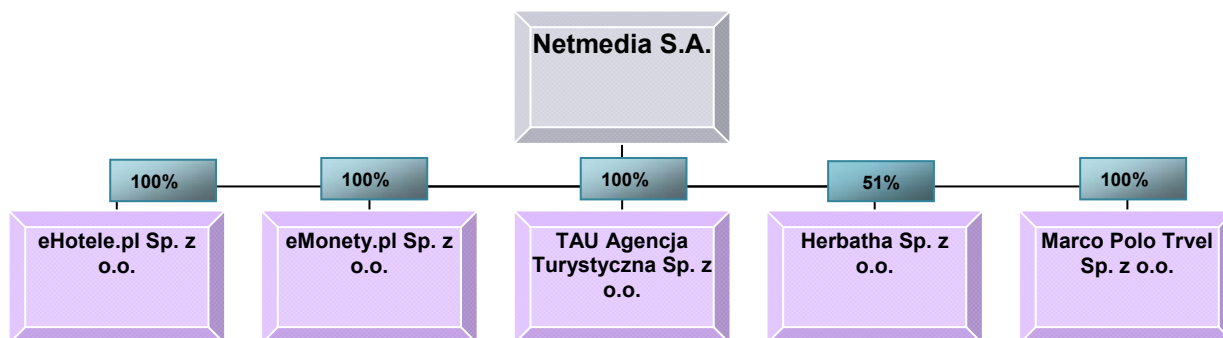 Netmedia S.A.
100%
100%
100%
51%
100%
eHotele.pl Sp. z
o.o.
eMonety.pl Sp. z
o.o.
TAU Agencja
Turystyczna Sp. z
o.o.
Herbatha Sp. z
o.o.
Marco Polo Trvel
Sp. z o.o.